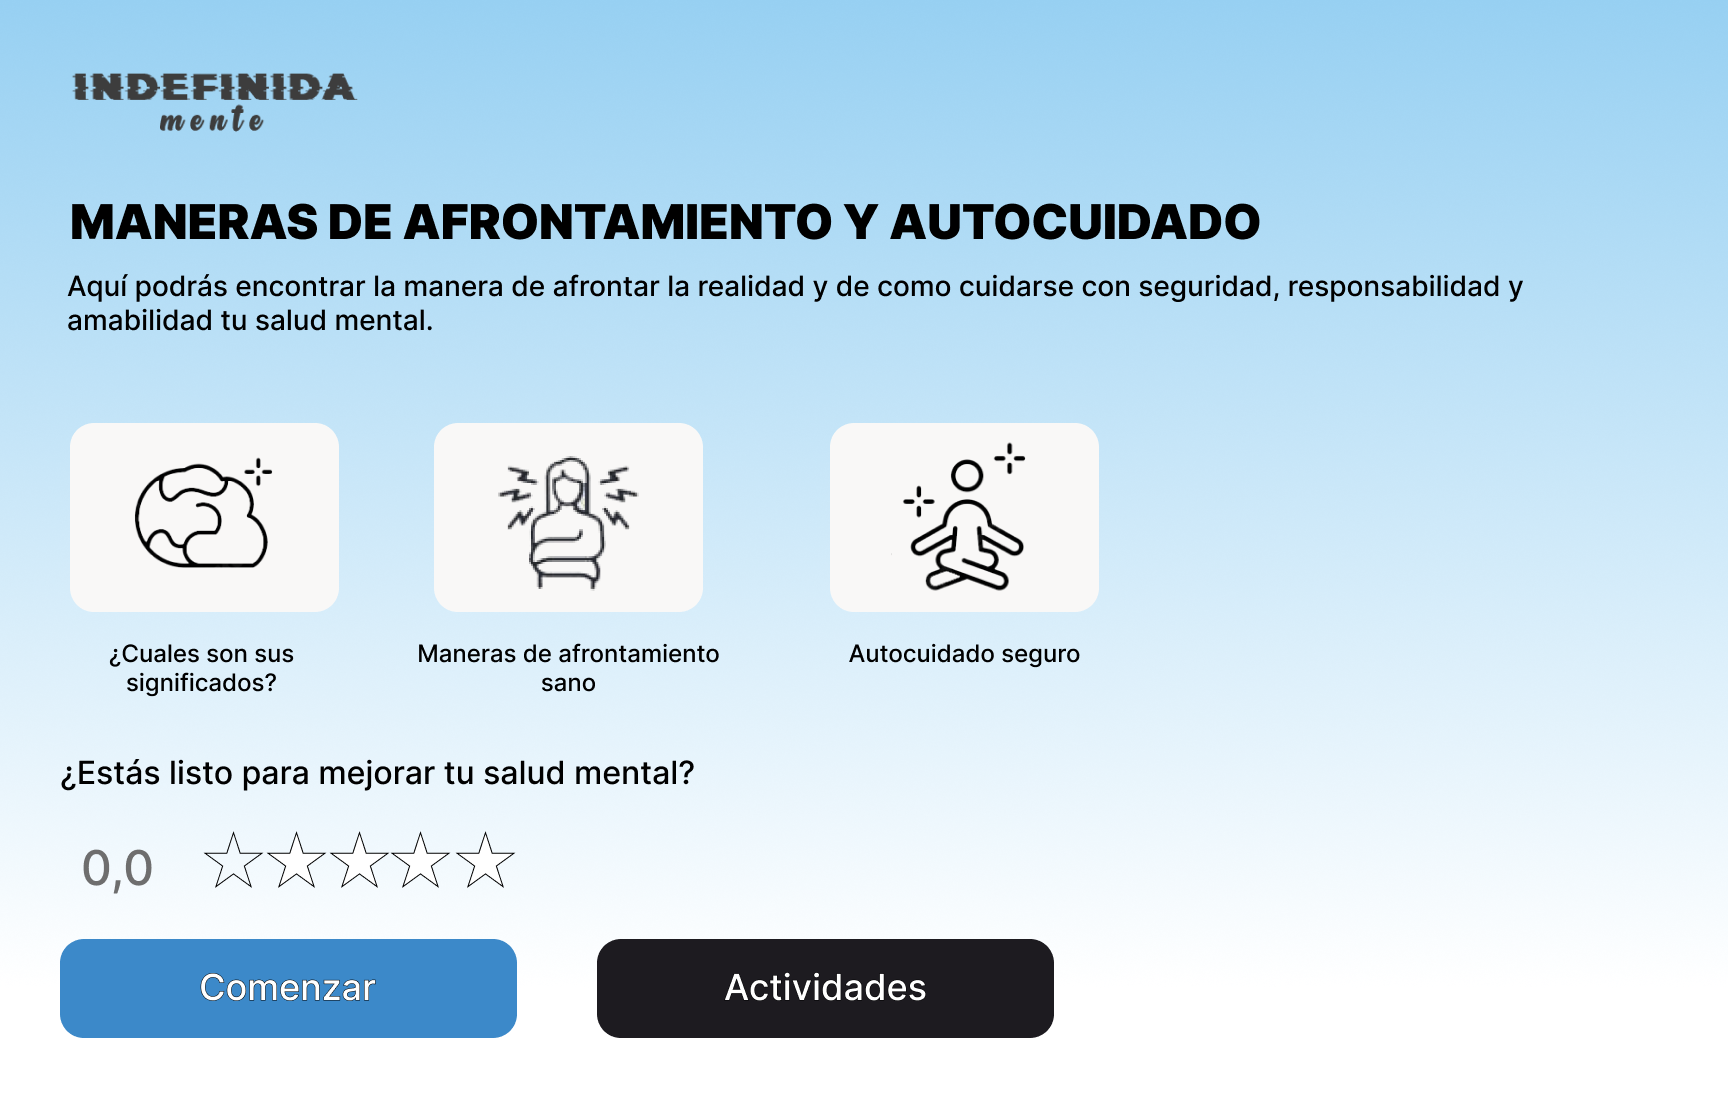 INDEFINIDA
mente
MANERAS DE AFRONTAMIENTO Y AUTOCUIDADO
Aquí podrás encontrar la manera de afrontar la realidad y de como cuidarse con seguridad, responsabilidad y
amabilidad tu salud mental.
¿Cuales son sus
significados?
Maneras de afrontamiento
sano
Autocuidado seguro
¿Estás listo para mejorar tu salud mental?
0,0
Comenzar
Actividades